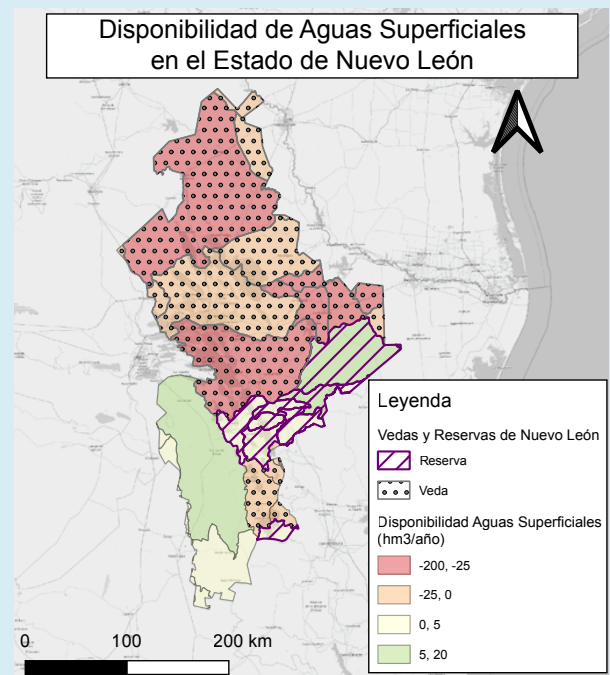 Disponibilidad de Aguas Superficiales
en el Estado de Nuevo León
Leyenda
Vedas y Reservas de Nuevo León
Reserva
Veda
Disponibilidad Aguas Superficiales
(hm3/año)
-200, -25
-25, 0
0, 5
5, 20
0 100 200 km